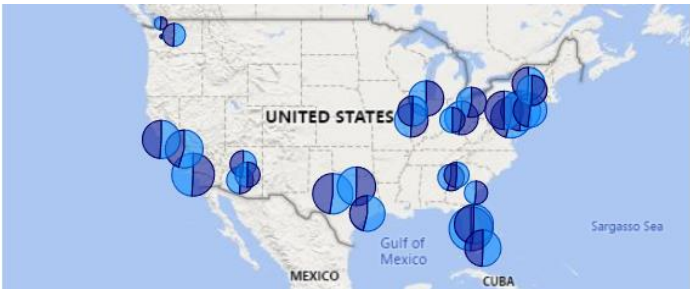 UNITED STATES
Sargasso Sea
Gulf of
Mexico
MEXICO
CUBA